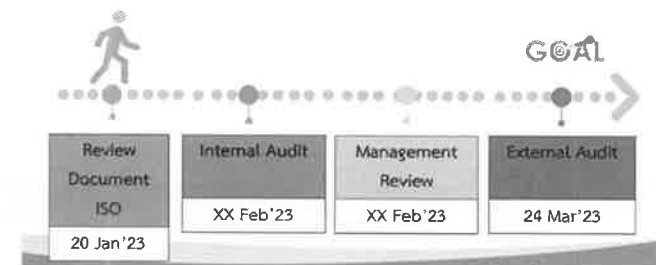 GOAL
Review
Document
ISO
20 Jan'23
Internal Audit
XX Feb'23
Management
Review
XX Feb'23
External Audit
24 Mar'23